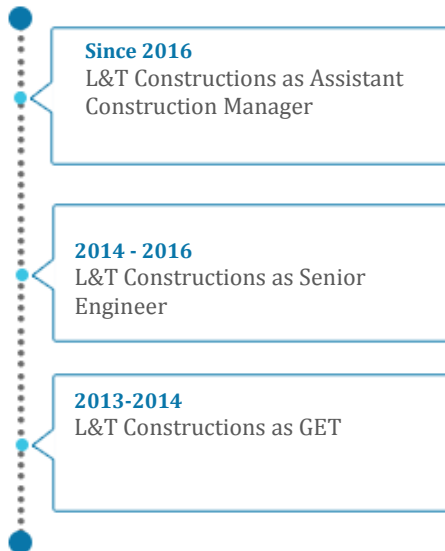 Since 2016
L&T Constructions as Assistant
Construction Manager
2014 - 2016
L&T Constructions as Senior
Engineer
2013-2014
L&T Constructions as GET